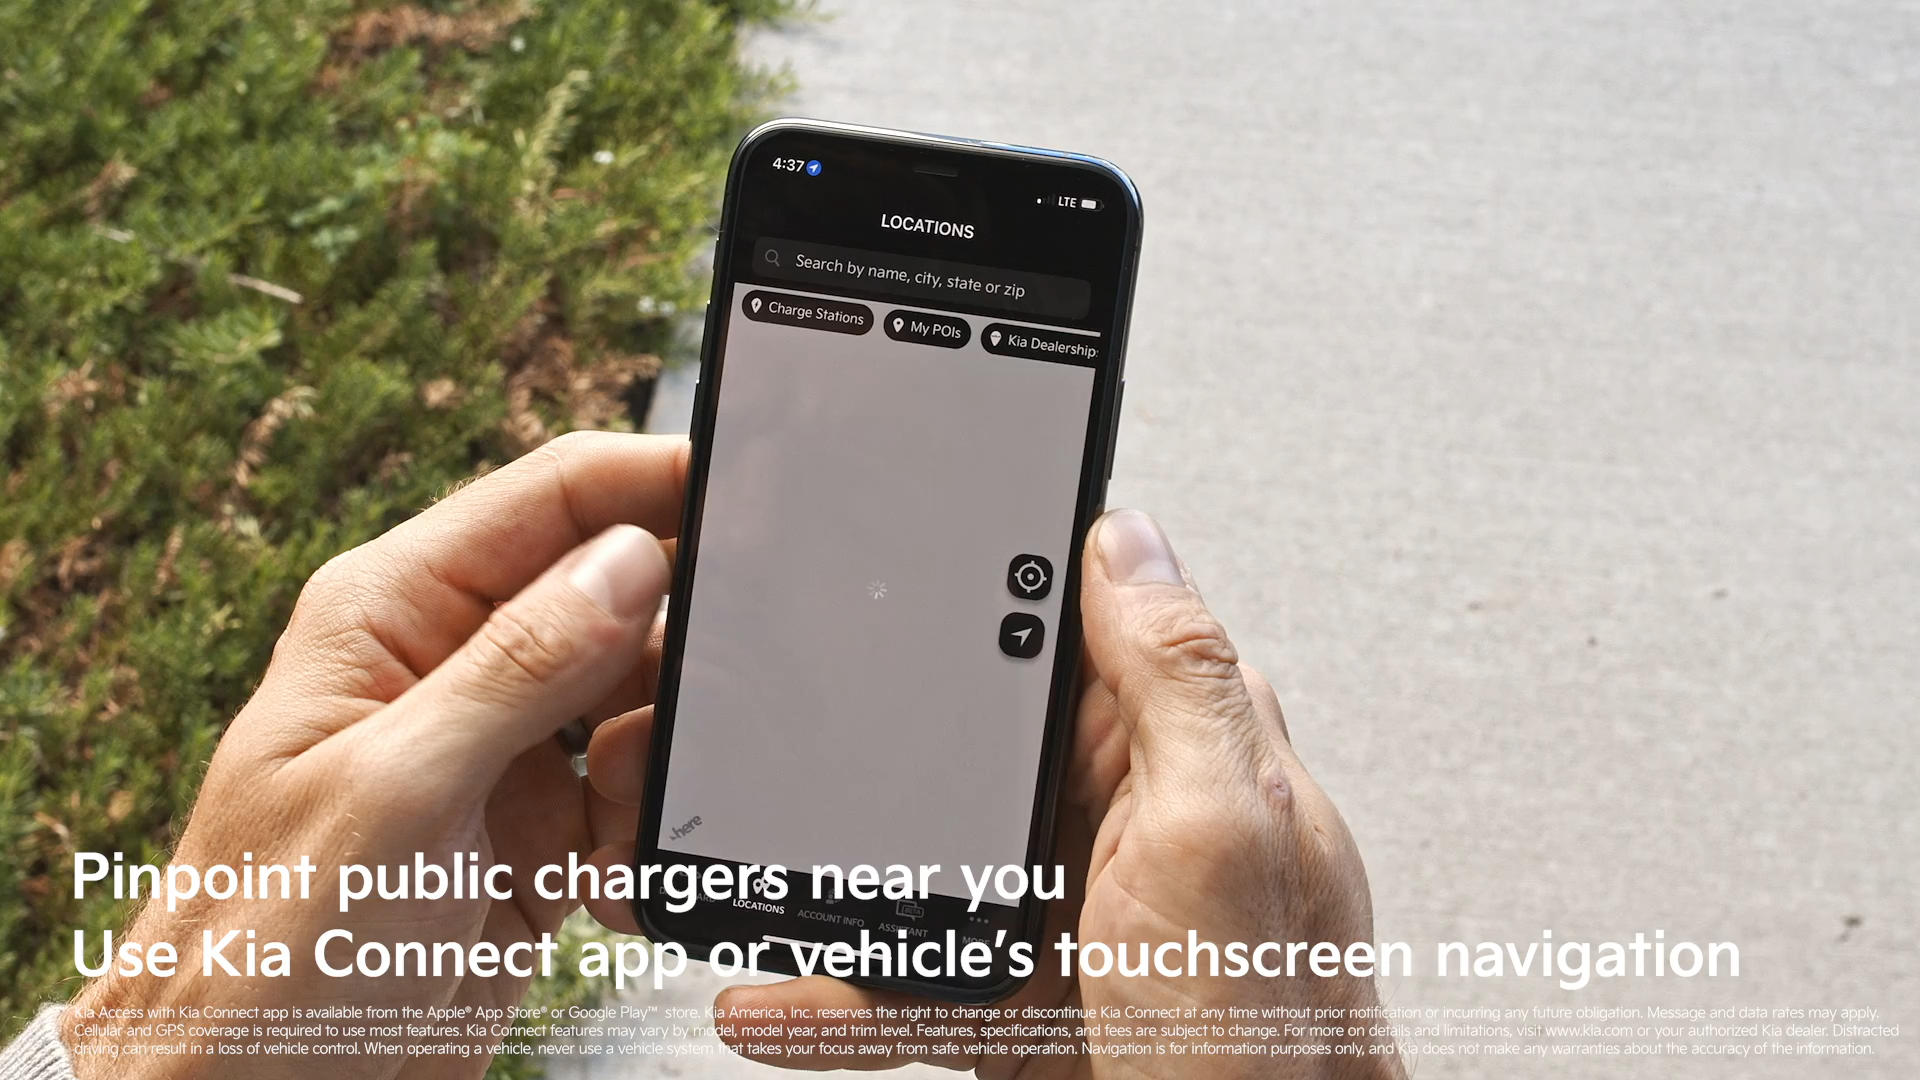 4:37
LTE
LOCATIONS
Search by name, city, state or zip
Charge Stations
My POIs
Kia Dealership
here
LOCATIONS
ACCOUNT INFO
BETA
ASSISTANT
Pinpoint public chargers near you
Use Kia Connect app or vehicle's touchscreen navigation
Kia Access with Kia Connect app is available from the Apple® App Store® or Google Play™ store. Kia America, Inc. reserves the right to change or discontinue Kia Connect at any time without prior notification or incurring any future obligation. Message and data rates may apply.
Cellular and GPS coverage is required to use most features. Kia Connect features may vary by model, model year, and trim level. Features, specifications, and fees are subject to change. For more on details and limitations, visit www.kia.com or your authorized Kia dealer. Distracted
driving can result in a loss of vehicle control. When operating a vehicle, never use a vehicle system that takes your focus away from safe vehicle operation. Navigation is for information purposes only, and Kia does not make any warranties about the accuracy of the information.